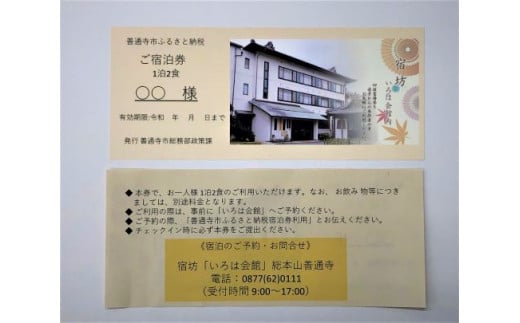 善通寺市ふるさと納税
ご宿泊券
1泊2食
〇〇 様
有効期限:令和 年 月 日まで
発行 善通寺市総務部政策課
宿坊
いろは会館
◆ 本券で、お一人様 1泊2食のご利用いただけます。なお、お飲み 物等につき
ましては、別途料金となります。
◆ ご利用の際は、事前に「いろは会館」へご予約ください。
◆ ご予約の際、「善通寺市ふるさと納税宿泊券利用」とお伝えください。
◆ チェックイン時に必ず本券をご提出ください。
《宿泊のご予約・お問合せ》
宿坊「いろは会館」総本山善通寺
電話：0877(62)0111
（受付時間 9:00～17:00）